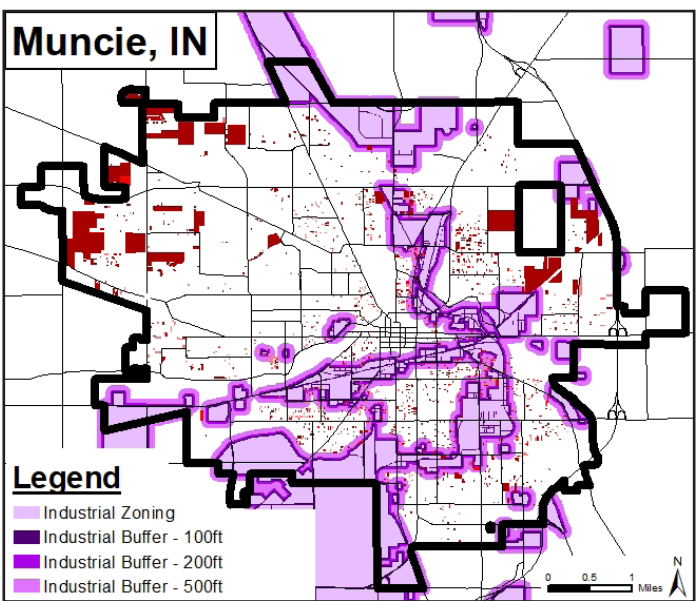 Muncie, IN
Legend
Industrial Zoning
Industrial Buffer - 100ft
Industrial Buffer - 200ft
Industrial Buffer - 500ft
N
0 0.5 1
Miles